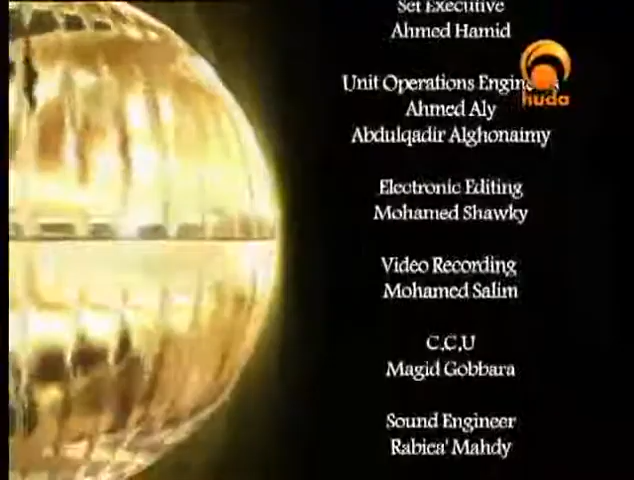 Set Executive
Ahmed Hamid
Unit Operations Engineers
huda
Ahmed Aly
Abdulqadir Alghonaimy
Electronic Editing
Mohamed Shawky
Video Recording
Mohamed Salim
C.C.U
Magid Gobbara
Sound Engineer
Rabiea' Mahdy